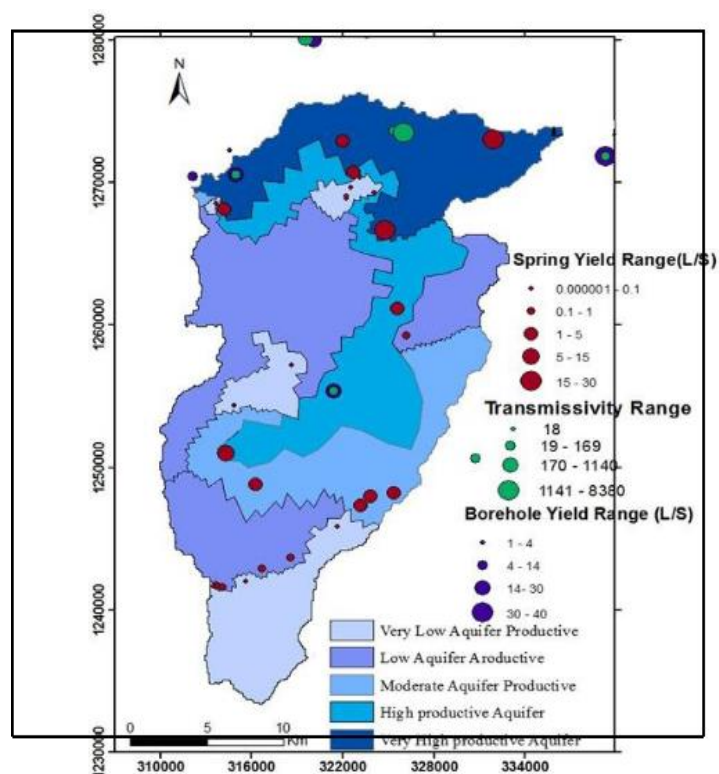 1280000
N
1270000
1260000
1250000
1240000
1230000
Spring Yield Range(L/S)
0.000001 - 0.1
0.1 - 1
1 - 5
5 - 15
15 - 30
Transmissivity Range
18
19 - 169
170 - 1140
1141 - 8380
Borehole Yield Range (L/S)
1 - 4
4 - 14
14- 30
30 - 40
Very Low Aquifer Productive
Low Aquifer Aroductive
Moderate Aquifer Productive
High productive Aquifer
Very High productive Aquifer
0 5 10
Km
310000 316000 322000 328000 334000